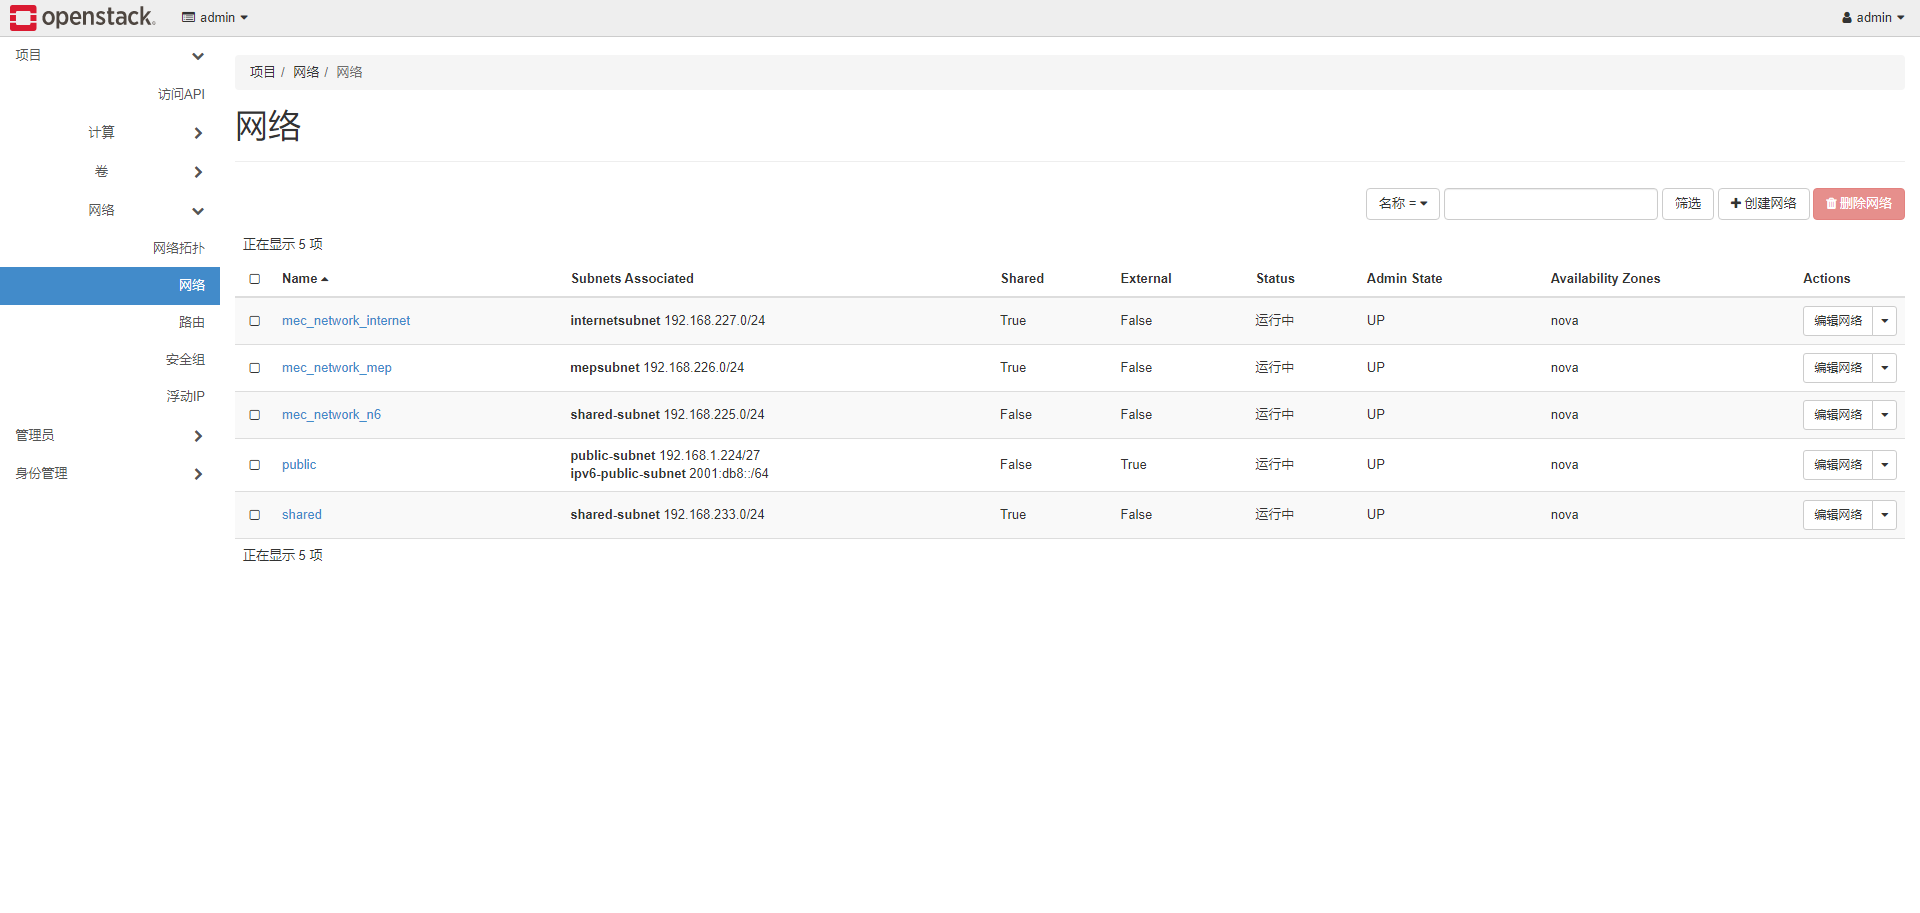 openstack. admin admin
项目
访问API
计算
卷
网络
网络拓扑
网络
路由
安全组
浮动IP
管理员
身份管理
项目 / 网络 / 网络
网络
名称 = 筛选 创建网络 删除网络
正在显示 5 项
Name Subnets Associated Shared External Status Admin State Availability Zones Actions
mec_network_internet internetsubnet 192.168.227.0/24 True False 运行中 UP nova 编辑网络
mec_network_mep mepsubnet 192.168.226.0/24 True False 运行中 UP nova 编辑网络
mec_network_n6 shared-subnet 192.168.225.0/24 False False 运行中 UP nova 编辑网络
public public-subnet 192.168.1.224/27 False True 运行中 UP nova 编辑网络
ipv6-public-subnet 2001:db8::/64
shared shared-subnet 192.168.233.0/24 True False 运行中 UP nova 编辑网络
正在显示 5 项